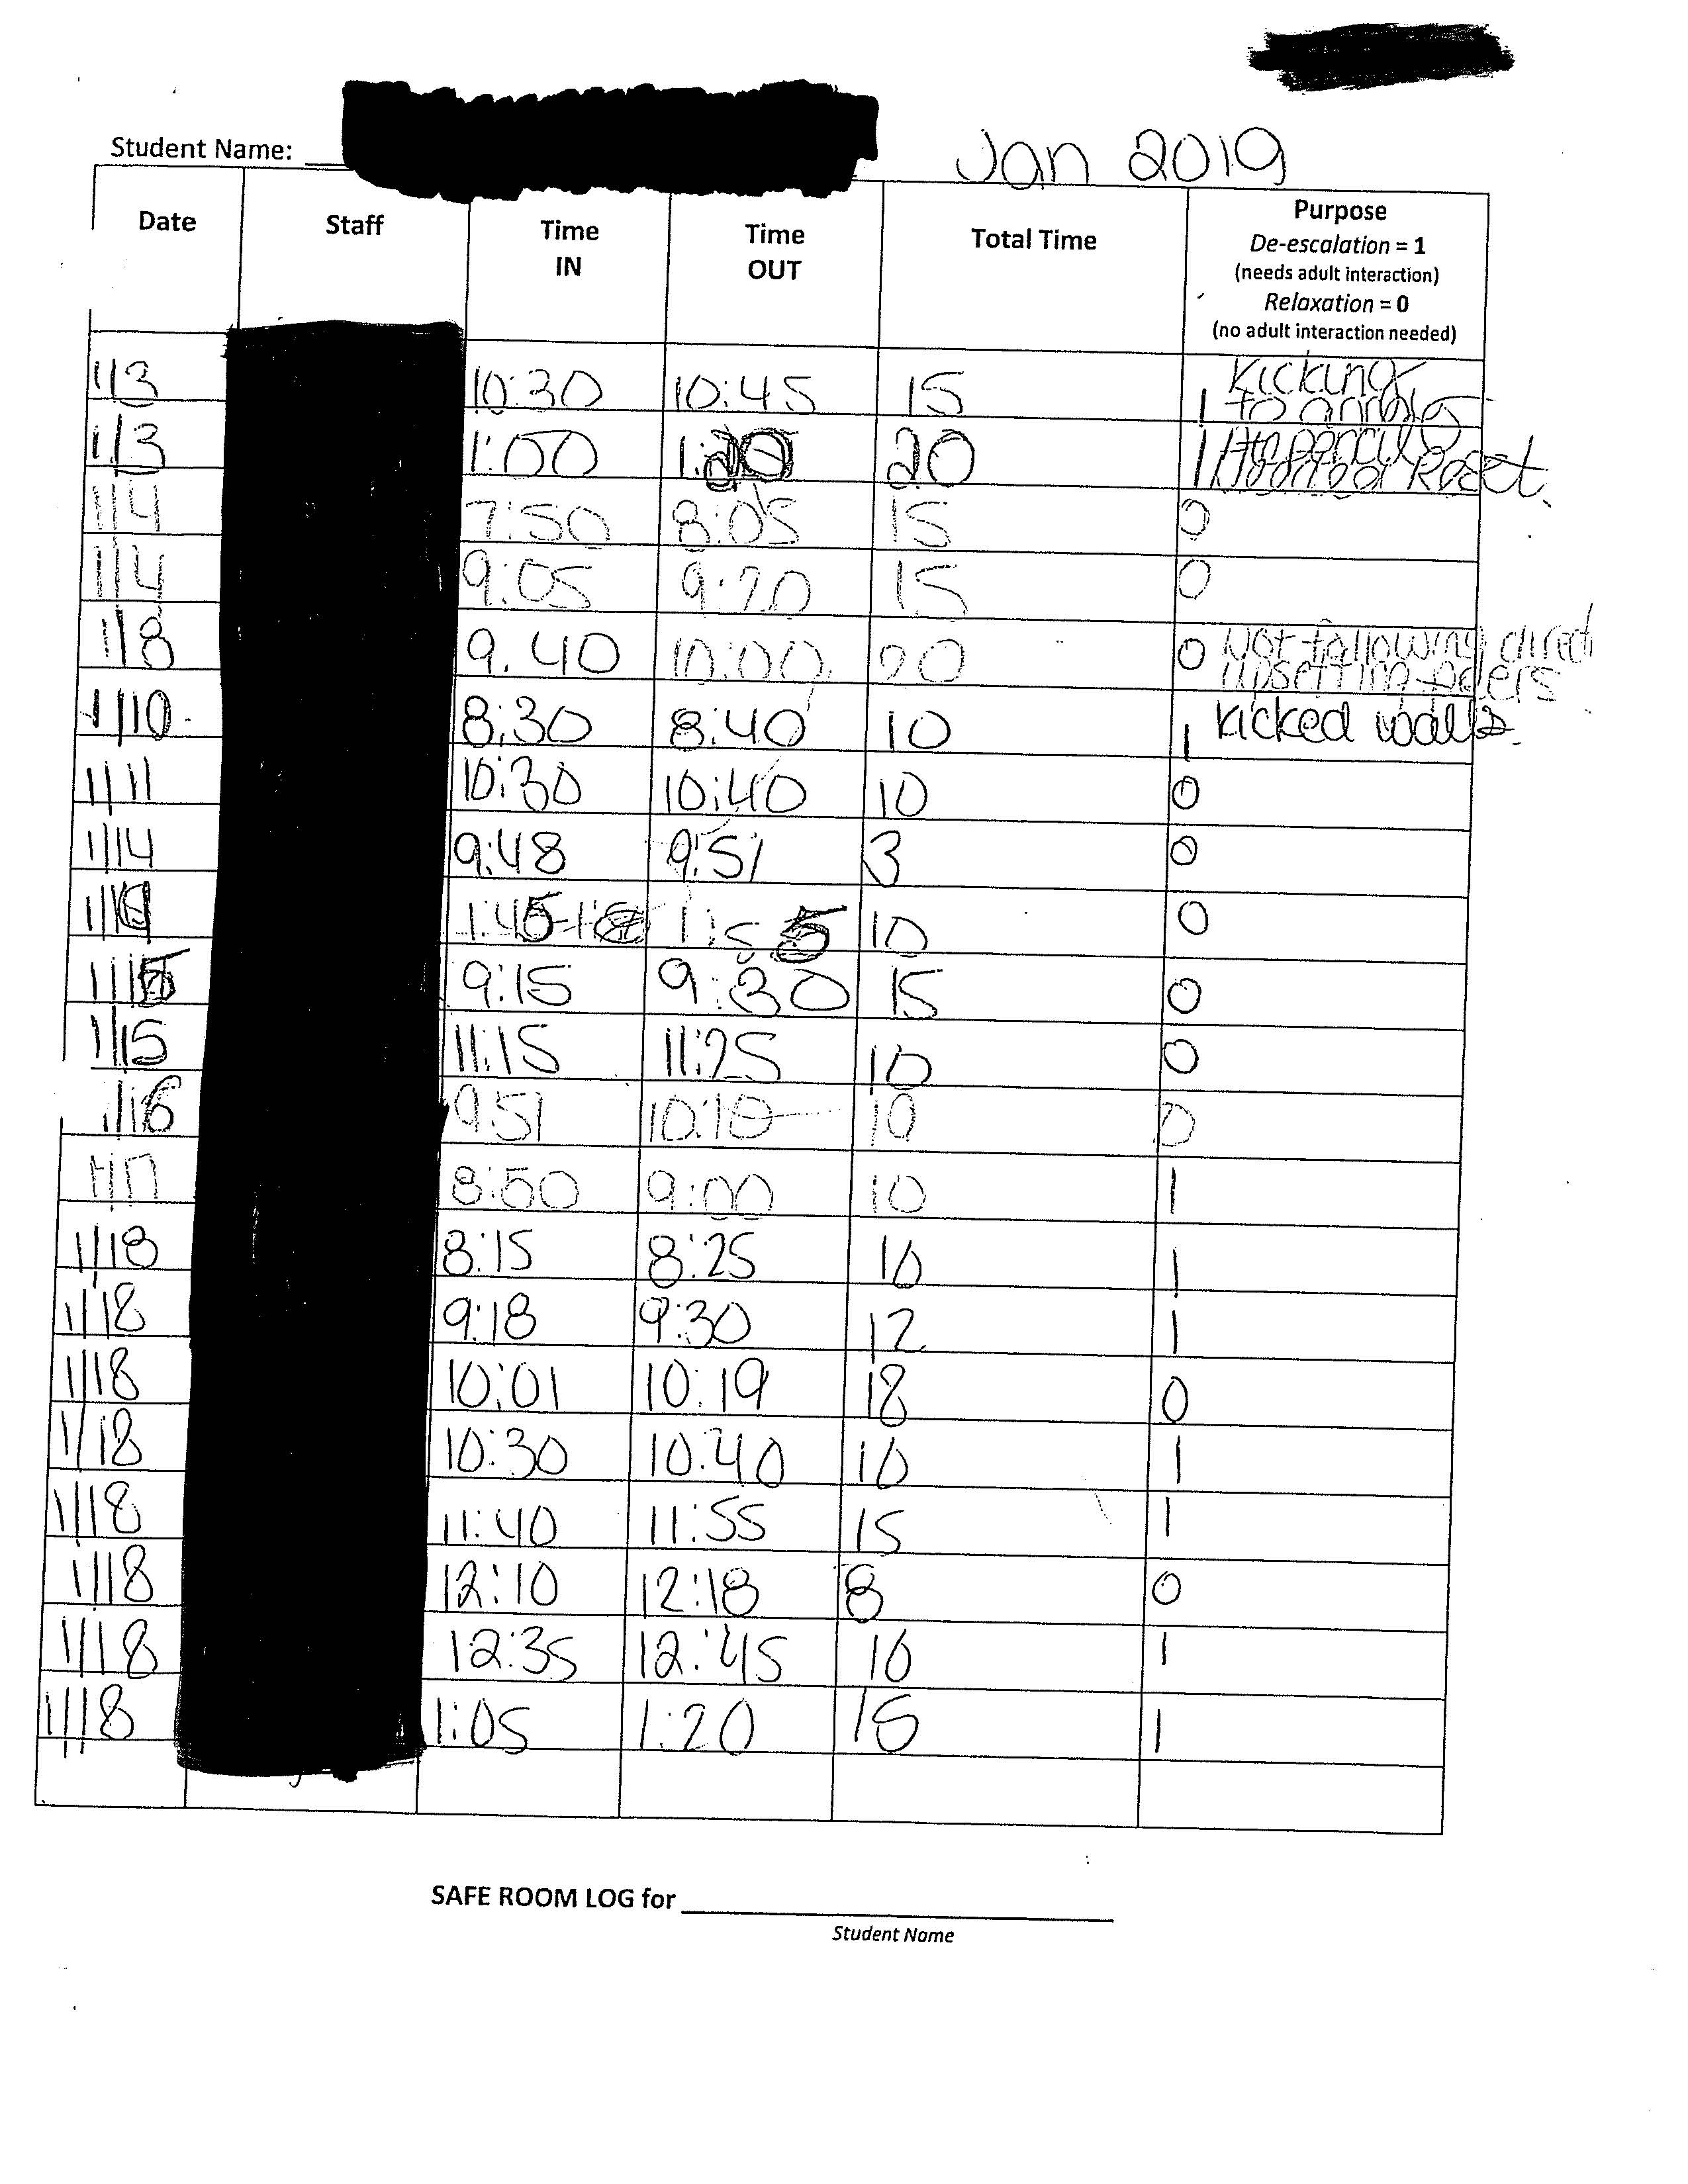 Student Name:
Jan 2019
Date Staff Time IN Time OUT Total Time Purpose
De-escalation = 1
(needs adult interaction)
Relaxation = 0
(no adult interaction needed)
1/3 10:30 10:45 15 1 Kicking
1/3 1:00 1:20 20 1 Reset.
1/4 7:50 8:05 15 0
1/4 9:05 9:20 15 0
1/8 9:40 10:00 20 0 Not following direct
upsetting peers
1/10 8:30 8:40 10 1 Kicked walls.
1/11 10:30 10:40 10 0
1/14 9:48 9:51 3 0
1:45 1:55 10 0
1/15 9:15 9:30 15 0
1/15 11:15 11:25 10 0
1/16 9:51 10:10 10 0
1/17 8:50 9:00 10 1
1/18 8:15 8:25 10 1
1/18 9:18 9:30 12 1
1/18 10:01 10:19 18 0
1/18 10:30 10:40 10 1
1/18 11:40 11:55 15 1
1/18 12:10 12:18 8 0
1/18 12:35 12:45 10 1
1/18 1:05 1:20 15 1
SAFE ROOM LOG for
Student Name